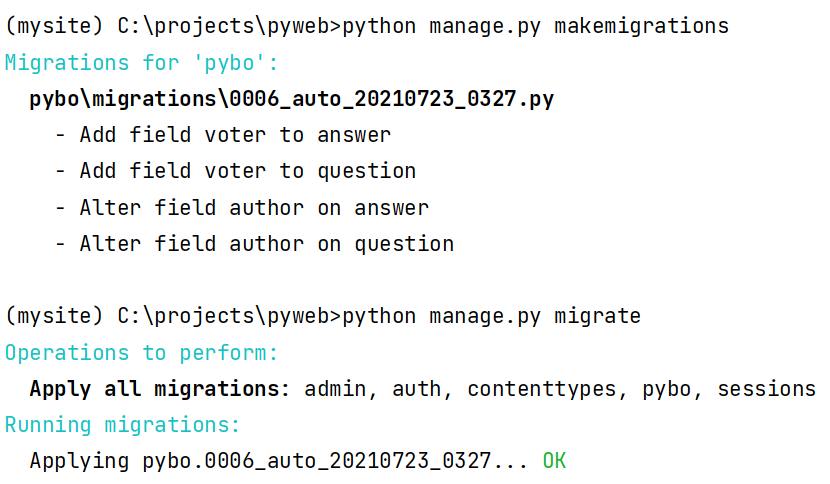 (mysite) C:\projects\pyweb>python manage.py makemigrations
Migrations for 'pybo':
  pybo\migrations\0006_auto_20210723_0327.py
    - Add field voter to answer
    - Add field voter to question
    - Alter field author on answer
    - Alter field author on question
(mysite) C:\projects\pyweb>python manage.py migrate
Operations to perform:
  Apply all migrations: admin, auth, contenttypes, pybo, sessions
Running migrations:
  Applying pybo.0006_auto_20210723_0327... OK